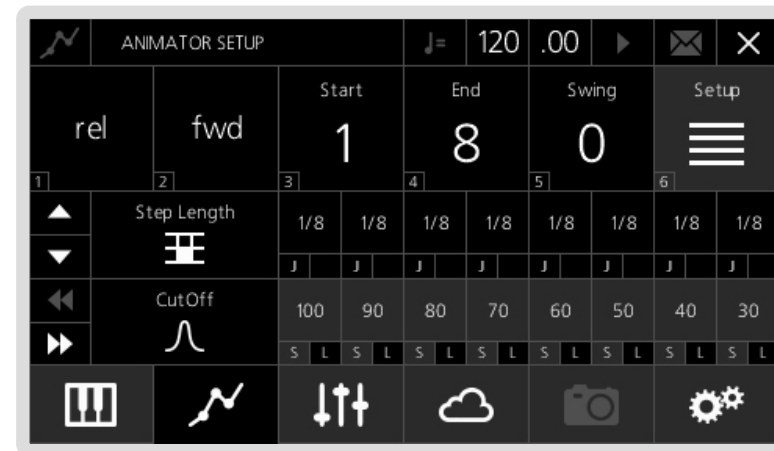 ANIMATOR SETUP ♩= 120 .00
rel fwd Start End Swing Setup
1 8 0
1 2 3 4 5 6
Step Length 1/8 1/8 1/8 1/8 1/8 1/8 1/8 1/8
J J J J J J J J
CutOff 100 90 80 70 60 50 40 30
S L S L S L S L S L S L S L S L